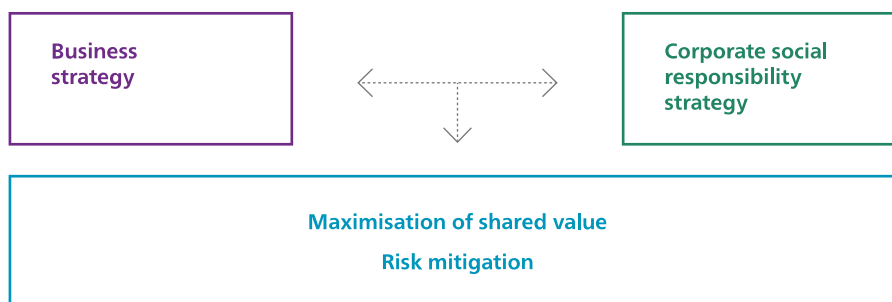 Business
strategy
Corporate social
responsibility
strategy
Maximisation of shared value
Risk mitigation